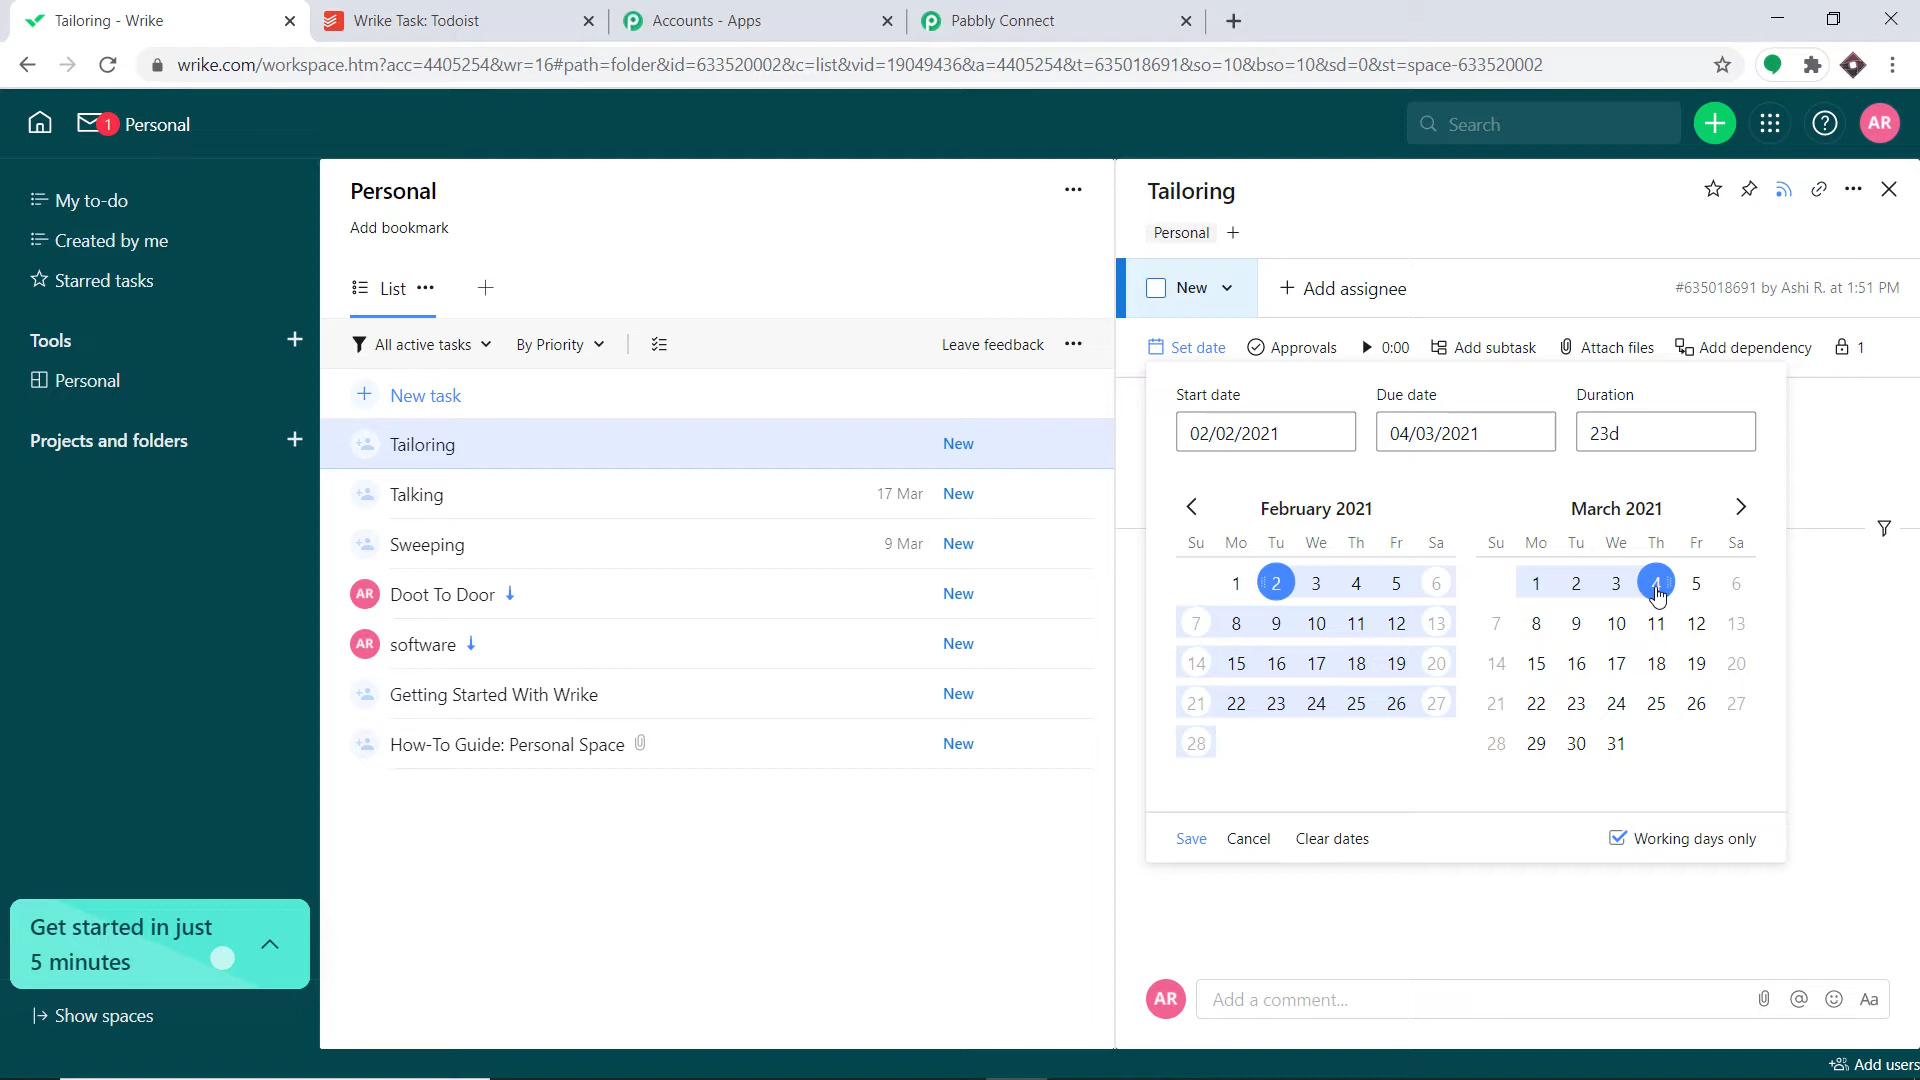 Tailoring - Wrike
Wrike Task: Todoist
Accounts - Apps
Pabbly Connect
wrike.com/workspace.htm?acc=4405254&wr=16#path=folder&id=633520002&c=list&vid=19049436&a=4405254&t=635018691&so=10&bso=10&sd=0&st=space-633520002
1
Personal
Search
AR
My to-do
Created by me
Starred tasks
Tools
Personal
Projects and folders
Get started in just
5 minutes
Show spaces
Personal
Add bookmark
List
All active tasks
By Priority
Leave feedback
New task
Tailoring New
Talking 17 Mar New
Sweeping 9 Mar New
AR Doot To Door New
AR software New
Getting Started With Wrike New
How-To Guide: Personal Space New
Tailoring
Personal
New
Add assignee
#635018691 by Ashi R. at 1:51 PM
Set date
Approvals
0:00
Add subtask
Attach files
Add dependency
1
Start date Due date Duration
02/02/2021 04/03/2021 23d
February 2021
Su Mo Tu We Th Fr Sa
1 2 3 4 5 6
7 8 9 10 11 12 13
14 15 16 17 18 19 20
21 22 23 24 25 26 27
28
March 2021
Su Mo Tu We Th Fr Sa
1 2 3 4 5 6
7 8 9 10 11 12 13
14 15 16 17 18 19 20
21 22 23 24 25 26 27
28 29 30 31
Save Cancel Clear dates Working days only
AR
Add a comment...
Aa
Add users